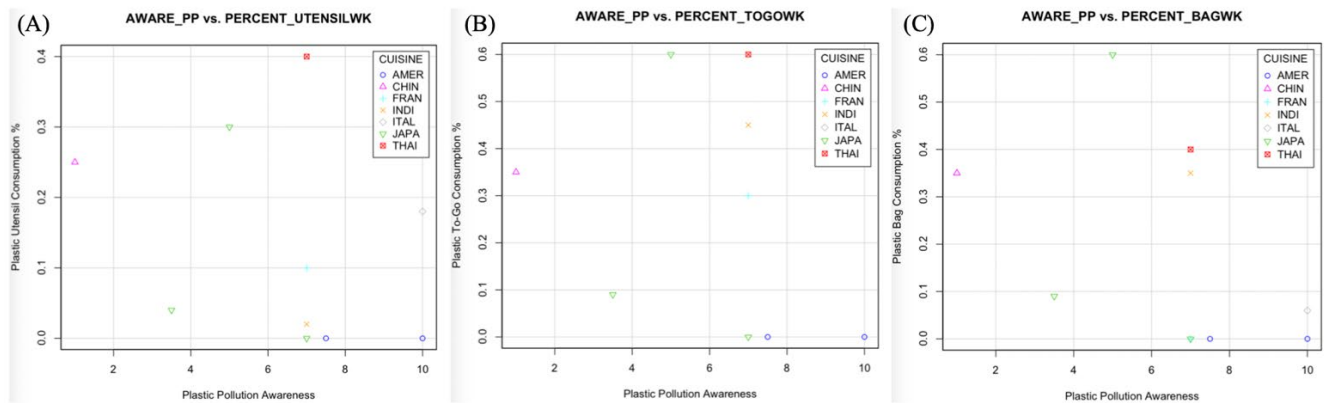 (A)
AWARE_PP vs. PERCENT_UTENSILWK
CUISINE
AMER
CHIN
FRAN
INDI
ITAL
JAPA
THAI
Plastic Utensil Consumption %
0.4
0.3
0.2
0.1
0.0
2 4 6 8 10
Plastic Pollution Awareness
(B)
AWARE_PP vs. PERCENT_TOGOWK
CUISINE
AMER
CHIN
FRAN
INDI
ITAL
JAPA
THAI
Plastic To-Go Consumption %
0.6
0.5
0.4
0.3
0.2
0.1
0.0
2 4 6 8 10
Plastic Pollution Awareness
(C)
AWARE_PP vs. PERCENT_BAGWK
CUISINE
AMER
CHIN
FRAN
INDI
ITAL
JAPA
THAI
Plastic Bag Consumption %
0.6
0.5
0.4
0.3
0.2
0.1
0.0
2 4 6 8 10
Plastic Pollution Awareness